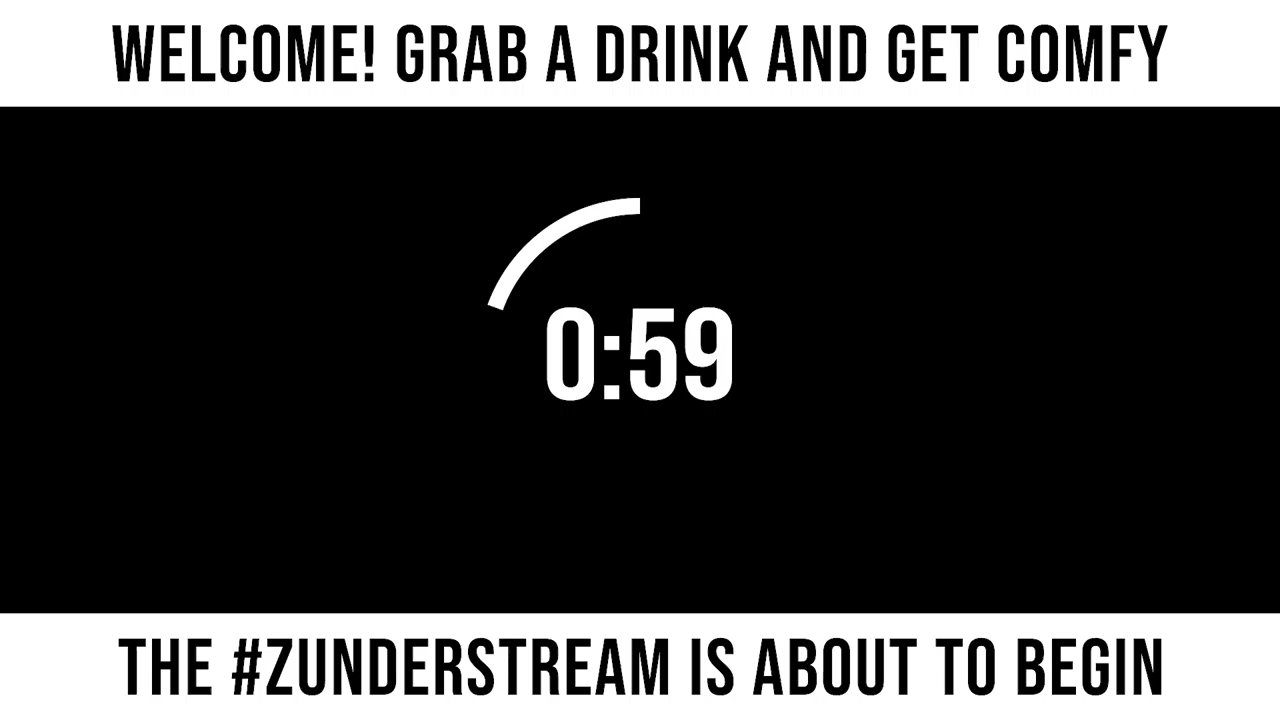 WELCOME! GRAB A DRINK AND GET COMFY
0:59
THE #ZUNDERSTREAM IS ABOUT TO BEGIN